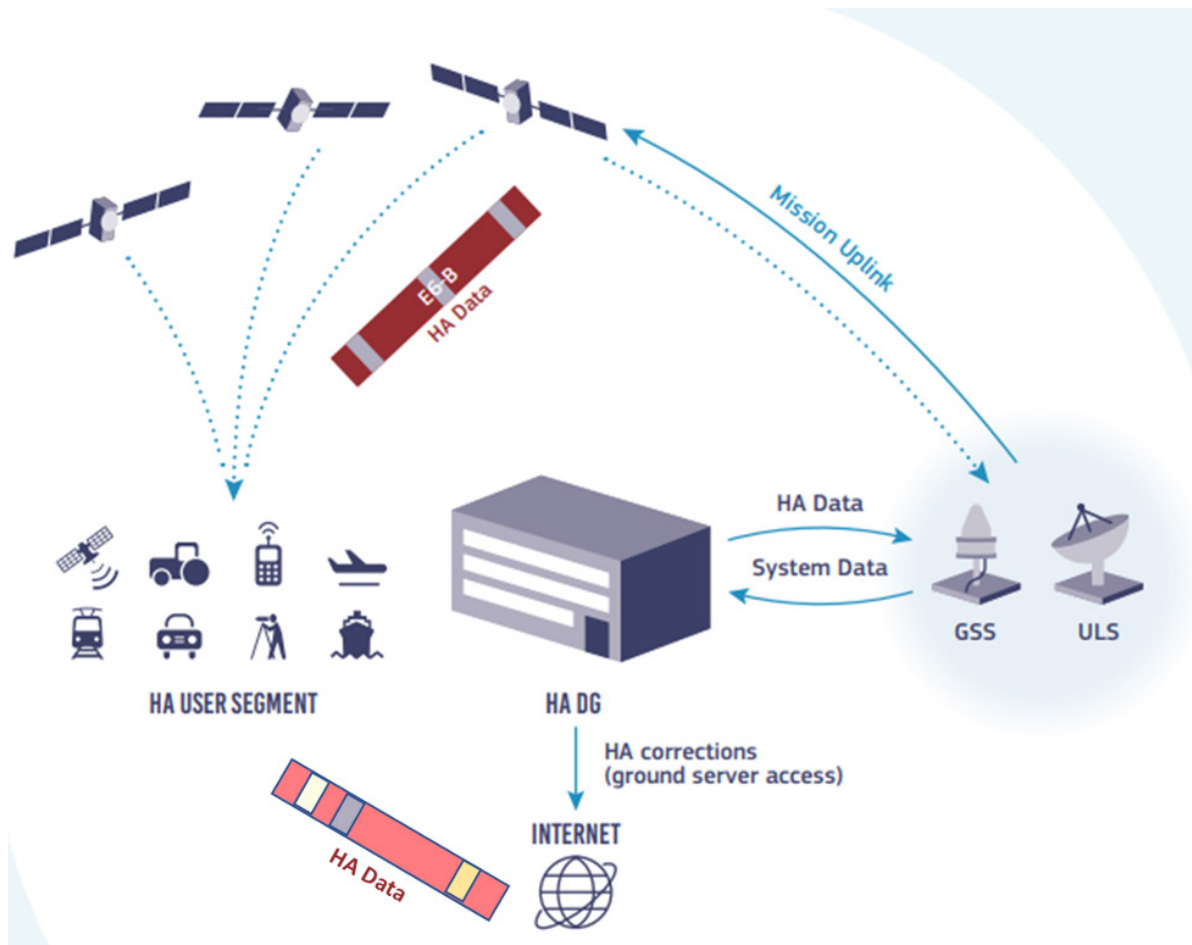 Mission Uplink
E6-B
HA Data
HA Data
System Data
GSS
ULS
HA USER SEGMENT
HA DG
HA corrections
(ground server access)
INTERNET
HA Data